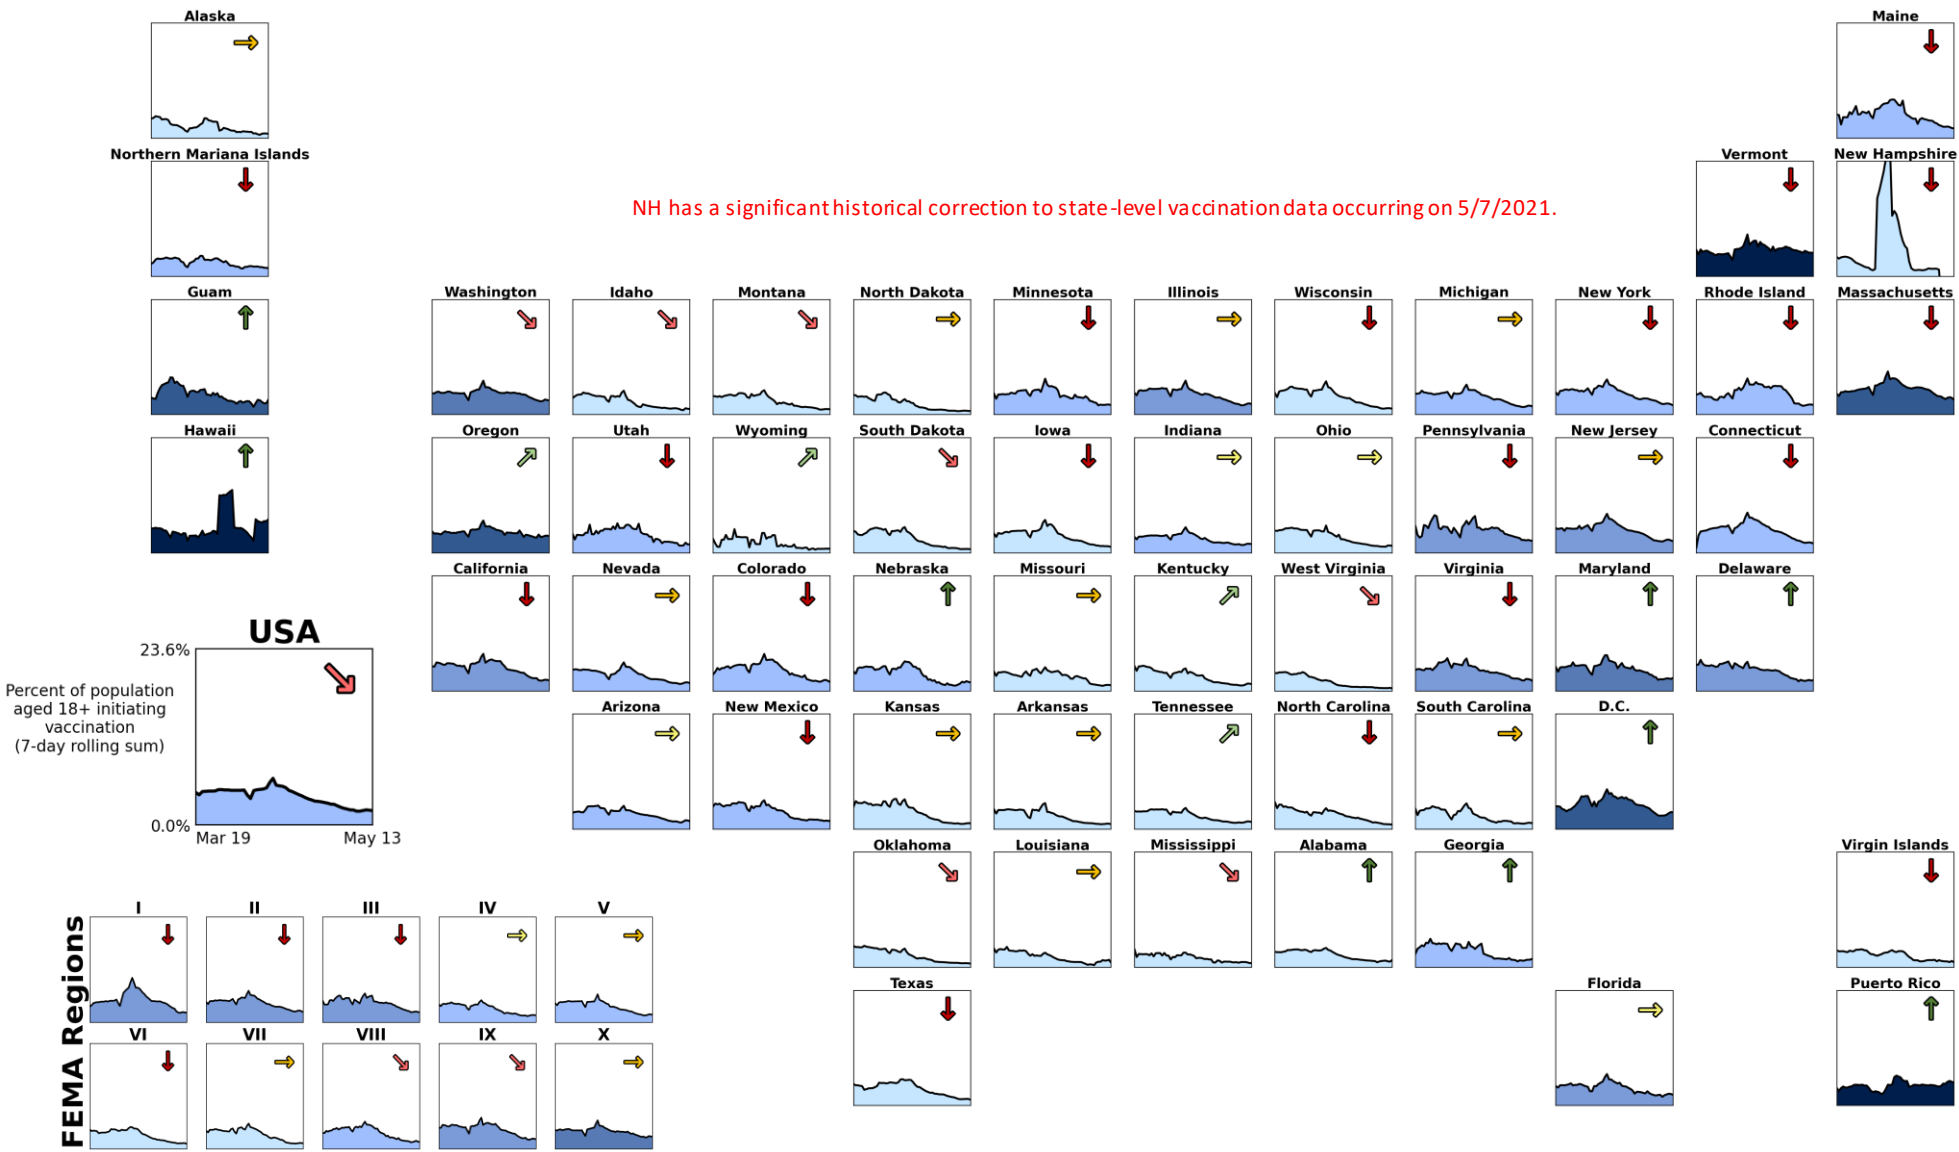 Alaska
Maine
Northern Mariana Islands
Vermont
New Hampshire
NH has a significant historical correction to state-level vaccination data occurring on 5/7/2021.
Guam
Washington
Idaho
Montana
North Dakota
Minnesota
Illinois
Wisconsin
Michigan
New York
Rhode Island
Massachusetts
Hawaii
Oregon
Utah
Wyoming
South Dakota
Iowa
Indiana
Ohio
Pennsylvania
New Jersey
Connecticut
California
Nevada
Colorado
Nebraska
Missouri
Kentucky
West Virginia
Virginia
Maryland
Delaware
USA
23.6%
Percent of population
aged 18+ initiating
vaccination
(7-day rolling sum)
0.0%
Mar 19
May 13
Arizona
New Mexico
Kansas
Arkansas
Tennessee
North Carolina
South Carolina
D.C.
Oklahoma
Louisiana
Mississippi
Alabama
Georgia
Virgin Islands
Texas
Florida
Puerto Rico
FEMA Regions
I
II
III
IV
V
VI
VII
VIII
IX
X